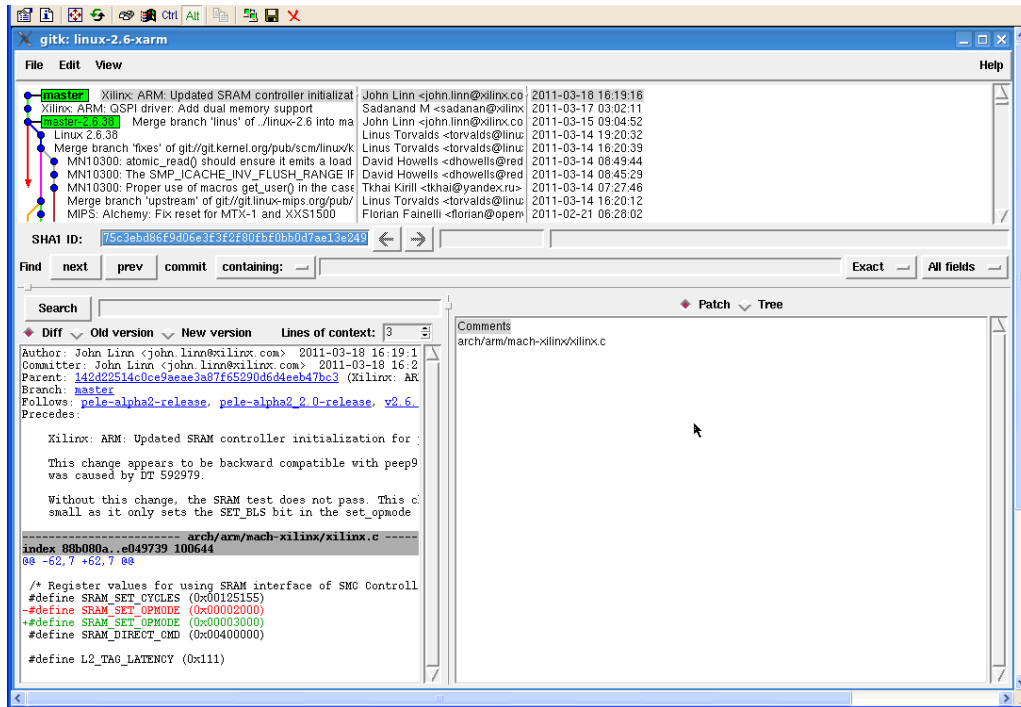 Ctrl Alt
gitk: linux-2.6-xarm
File Edit View Help
master Xilinx: ARM: Updated SRAM controller initializat John Linn <john.linn@xilinx.co 2011-03-18 16:19:16
Xilinx: ARM: QSPI driver: Add dual memory support Sadanand M <sadanan@xilinx 2011-03-17 03:02:11
master-2.6.38 Merge branch 'linus' of ../linux-2.6 into ma John Linn <john.linn@xilinx.co 2011-03-15 09:04:52
Linux 2.6.38 Linus Torvalds <torvalds@linu 2011-03-14 19:20:32
Merge branch 'fixes' of git://git.kernel.org/pub/scm/linux/k Linus Torvalds <torvalds@linu 2011-03-14 16:20:39
MN10300: atomic_read() should ensure it emits a load David Howells <dhowells@red 2011-03-14 08:49:44
MN10300: The SMP_ICACHE_INV_FLUSH_RANGE IF David Howells <dhowells@red 2011-03-14 08:45:29
MN10300: Proper use of macros get_user() in the case Tkhai Kirill <tkhai@yandex.ru> 2011-03-14 07:27:46
Merge branch 'upstream' of git://git.linux-mips.org/pub/ Linus Torvalds <torvalds@linu 2011-03-14 16:20:12
MIPS: Alchemy: Fix reset for MTX-1 and XXS1500 Florian Fainelli <florian@open 2011-02-21 06:28:02
SHA1 ID: 75c3ebd86f9d06e3f3f2f80fbf0bb0d7ae13e249
Find next prev commit containing: Exact All fields
Search
Patch Tree
Diff Old version New version Lines of context: 3
Comments
arch/arm/mach-xilinx/xilinx.c
Author: John Linn <john.linn@xilinx.com> 2011-03-18 16:19:1
Committer: John Linn <john.linn@xilinx.com> 2011-03-18 16:2
Parent: 142d22514c0ce9aeae3a87f65290d6d4eeb47bc3 (Xilinx: AR
Branch: master
Follows: pele-alpha2-release, pele-alpha2_2.0-release, v2.6.
Precedes:
Xilinx: ARM: Updated SRAM controller initialization for
This change appears to be backward compatible with peep9
was caused by DT 592979.
Without this change, the SRAM test does not pass. This c
small as it only sets the SET_BLS bit in the set_opmode
------------------------- arch/arm/mach-xilinx/xilinx.c -----
index 88b080a..e049739 100644
@@ -62,7 +62,7 @@
/* Register values for using SRAM interface of SMC Controll
#define SRAM_SET_CYCLES (0x00125155)
-#define SRAM_SET_OPMODE (0x00002000)
+#define SRAM_SET_OPMODE (0x00003000)
#define SRAM_DIRECT_CMD (0x00400000)
#define L2_TAG_LATENCY (0x111)